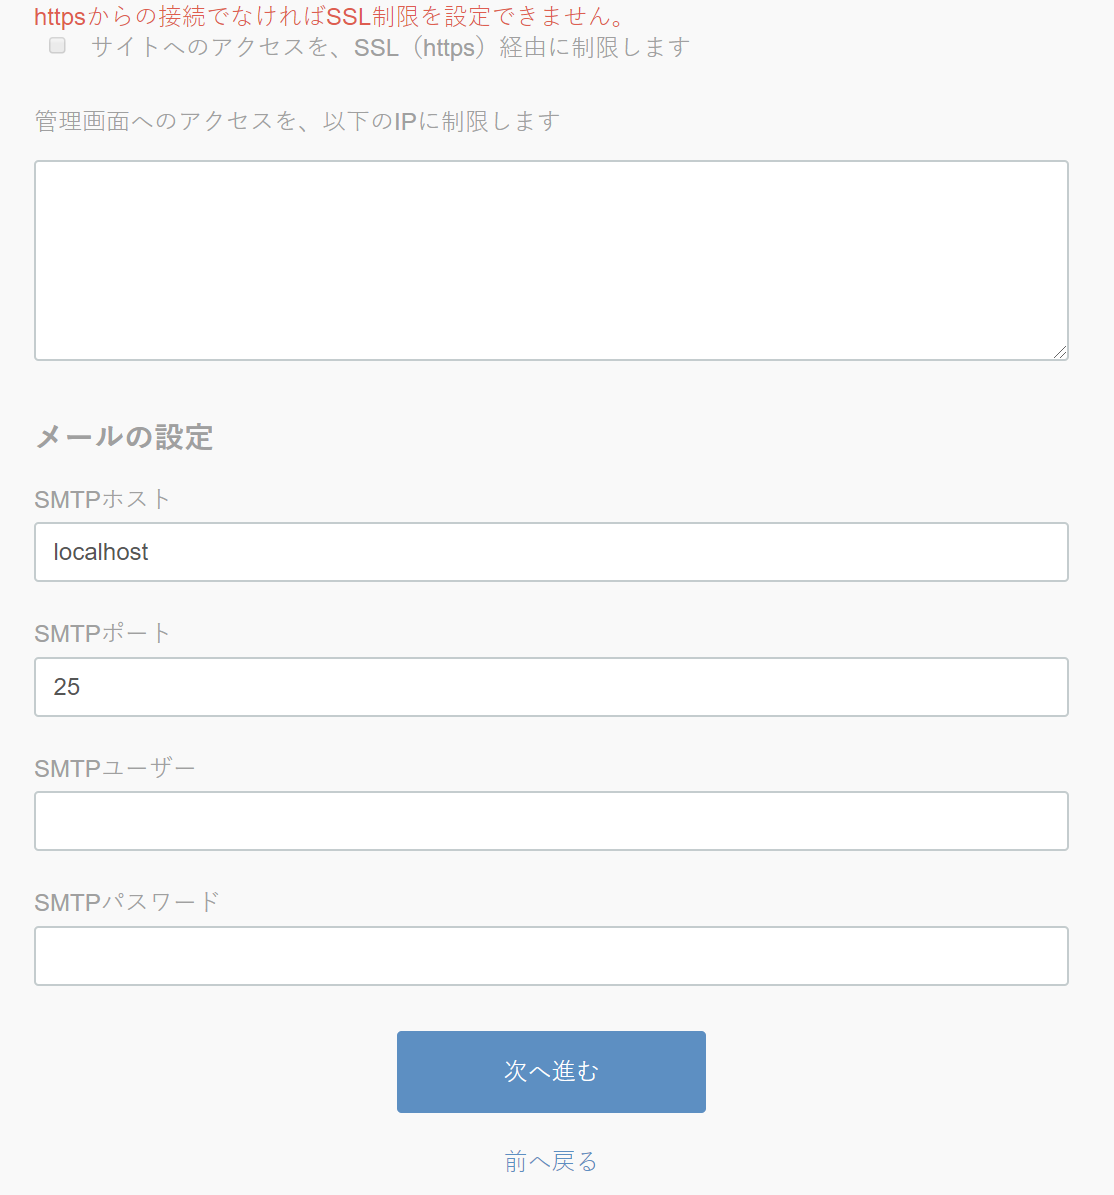 httpsからの接続でなければSSL制限を設定できません。
サイトへのアクセスを、SSL（https）経由に制限します
管理画面へのアクセスを、以下のIPに制限します
メールの設定
SMTPホスト
localhost
SMTPポート
25
SMTPユーザー
SMTPパスワード
次へ進む
前へ戻る